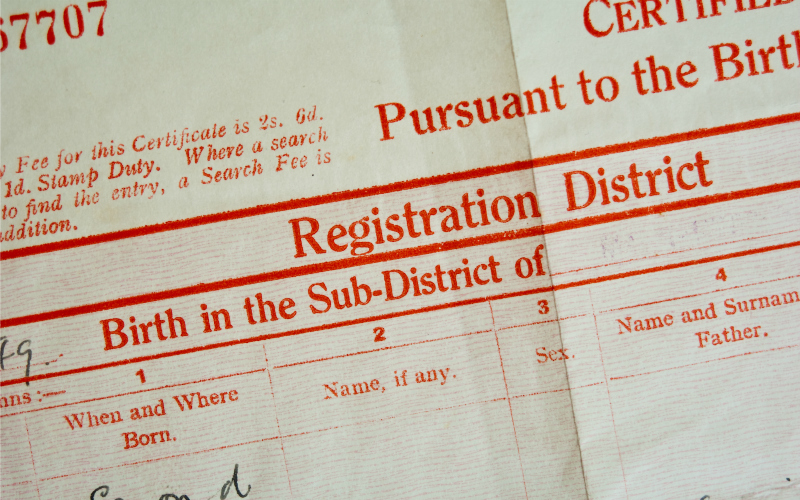 67707
CERTIFIED
Pursuant to the Birth
Fee for this Certificate is 2s. 6d.
1d. Stamp Duty. Where a search
to find the entry, a Search Fee is
addition.
Registration District
Birth in the Sub-District of
1
2
3
4
When and Where
Born.
Name, if any.
Sex.
Name and Surnam
Father.